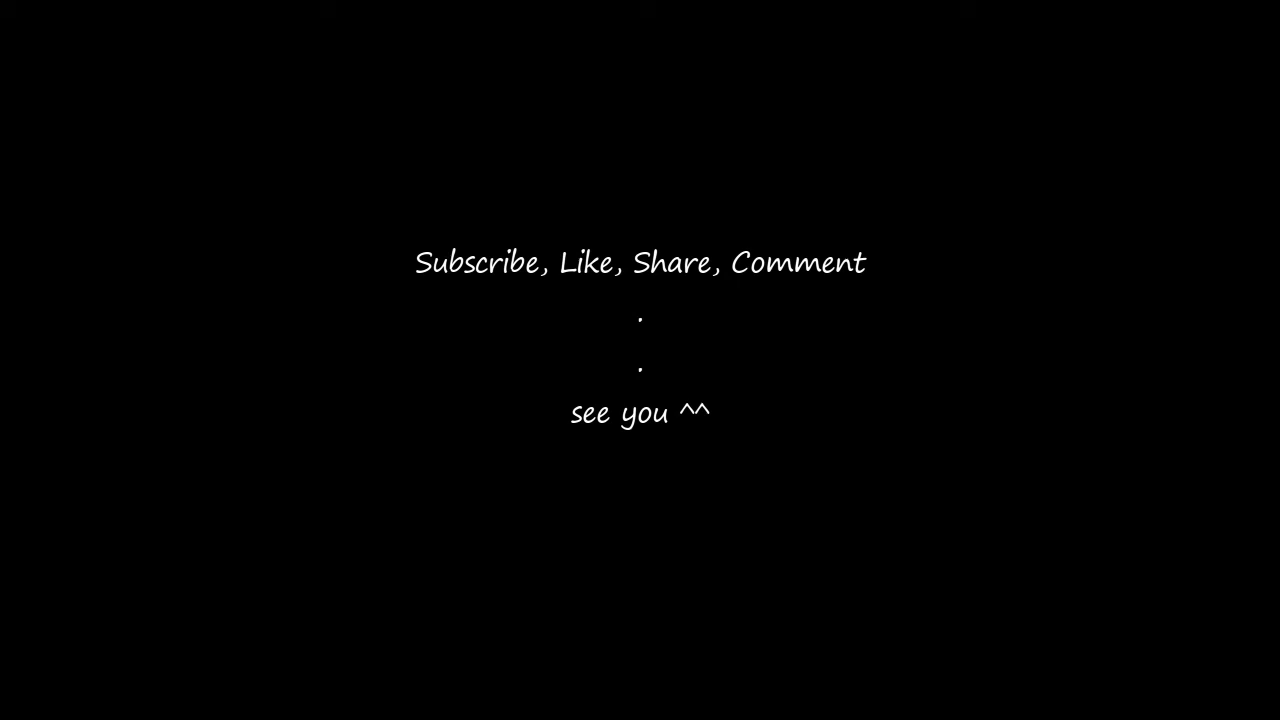 Subscribe, Like, Share, Comment
.
.
see you ^^